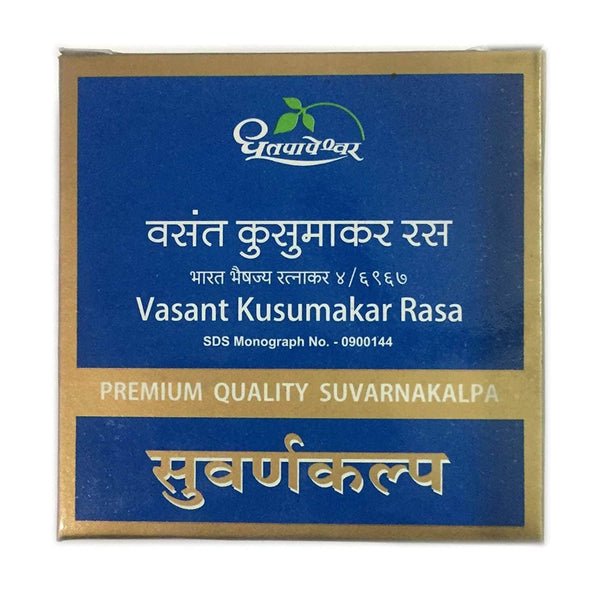 धूतपापेश्वर
वसंत कुसुमाकर रस
भारत भैषज्य रत्नाकर ४/६९६७
Vasant Kusumakar Rasa
SDS Monograph No. - 0900144
PREMIUM QUALITY SUVARNAKALPA
सुवर्णकल्प